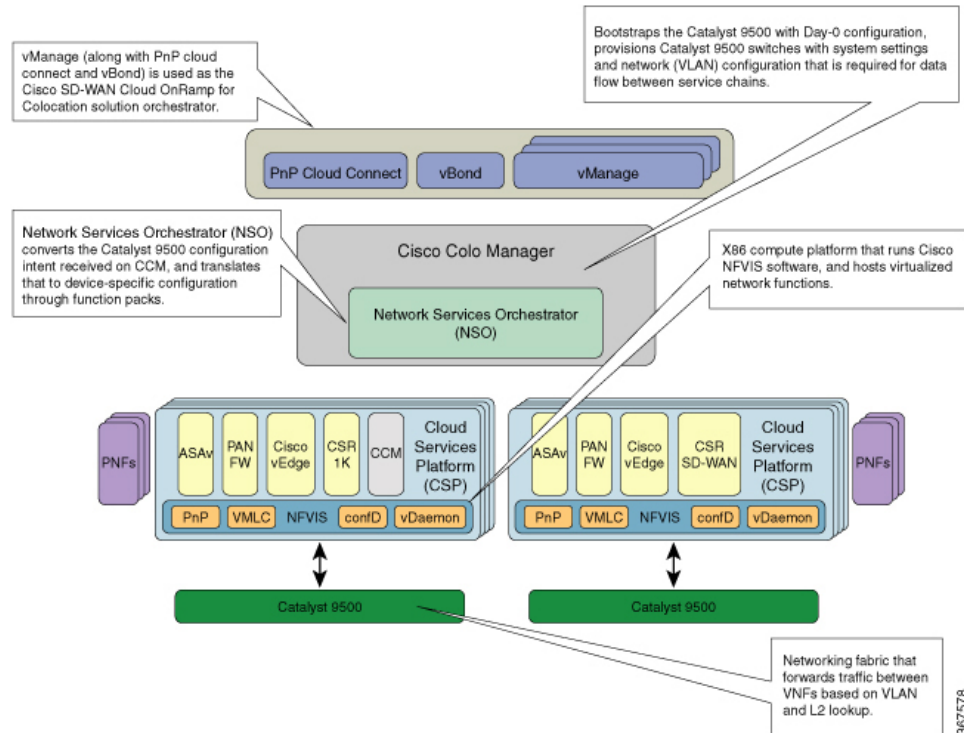 vManage (along with PnP cloud
connect and vBond) is used as the
Cisco SD-WAN Cloud OnRamp for
Colocation solution orchestrator.
Bootstraps the Catalyst 9500 with Day-0 configuration,
provisions Catalyst 9500 switches with system settings
and network (VLAN) configuration that is required for data
flow between service chains.
PnP Cloud Connect
vBond
vManage
Network Services Orchestrator (NSO)
converts the Catalyst 9500 configuration
intent received on CCM, and translates
that to device-specific configuration
through function packs.
Cisco Colo Manager
Network Services Orchestrator
(NSO)
X86 compute platform that runs Cisco
NFVIS software, and hosts virtualized
network functions.
PNFs
ASAv
PAN
FW
Cisco
vEdge
CSR
1K
CCM
Cloud
Services
Platform
(CSP)
PnP
VMLC
NFVIS
confD
vDaemon
ASAv
PAN
FW
Cisco
vEdge
CSR
SD-WAN
Cloud
Services
Platform
(CSP)
PnP
VMLC
NFVIS
confD
vDaemon
PNFs
Catalyst 9500
Catalyst 9500
Networking fabric that
forwards traffic between
VNFs based on VLAN
and L2 lookup.
367578